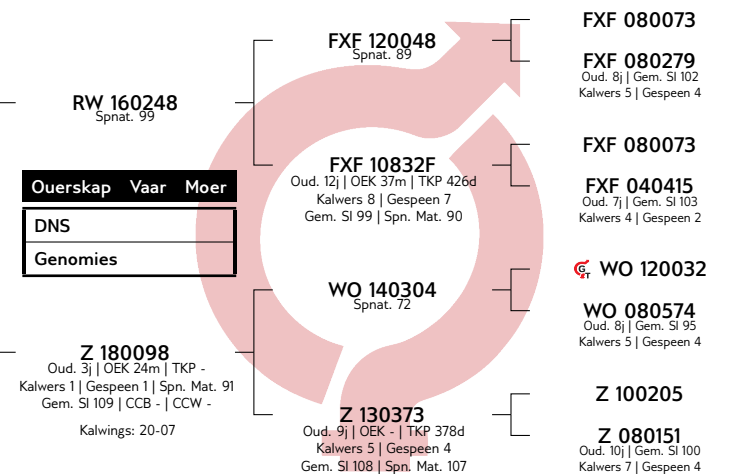 RW 160248
Spnat. 99
Ouerskap Vaar Moer
DNS
Genomies
Z 180098
Oud. 3j | OEK 24m | TKP -
Kalwers 1 | Gespeen 1 | Spn. Mat. 91
Gem. SI 109 | CCB - | CCW -
Kalwings: 20-07
FXF 120048
Spnat. 89
FXF 10832F
Oud. 12j | OEK 37m | TKP 426d
Kalwers 8 | Gespeen 7
Gem. SI 99 | Spn. Mat. 90
WO 140304
Spnat. 72
Z 130373
Oud. 9j | OEK - | TKP 378d
Kalwers 5 | Gespeen 4
Gem. SI 108 | Spn. Mat. 107
FXF 080073
FXF 080279
Oud. 8j | Gem. SI 102
Kalwers 5 | Gespeen 4
FXF 080073
FXF 040415
Oud. 7j | Gem. SI 103
Kalwers 4 | Gespeen 2
GT WO 120032
WO 080574
Oud. 8j | Gem. SI 95
Kalwers 5 | Gespeen 4
Z 100205
Z 080151
Oud. 10j | Gem. SI 100
Kalwers 7 | Gespeen 4